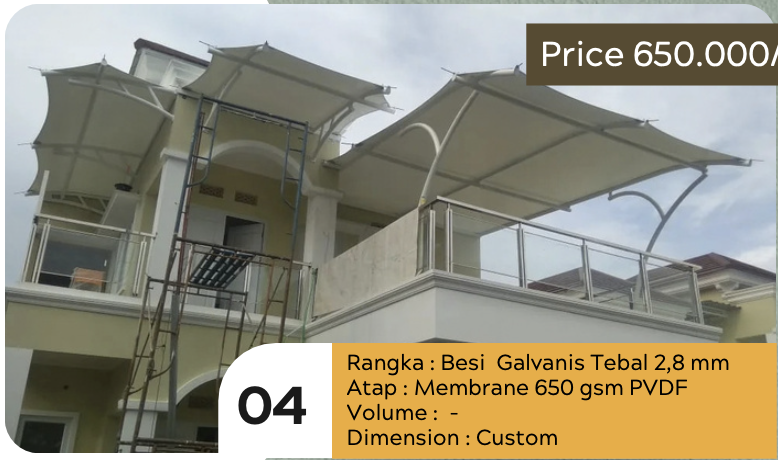 Price 650.000/
04
Rangka : Besi Galvanis Tebal 2,8 mm
Atap : Membrane 650 gsm PVDF
Volume : -
Dimension : Custom